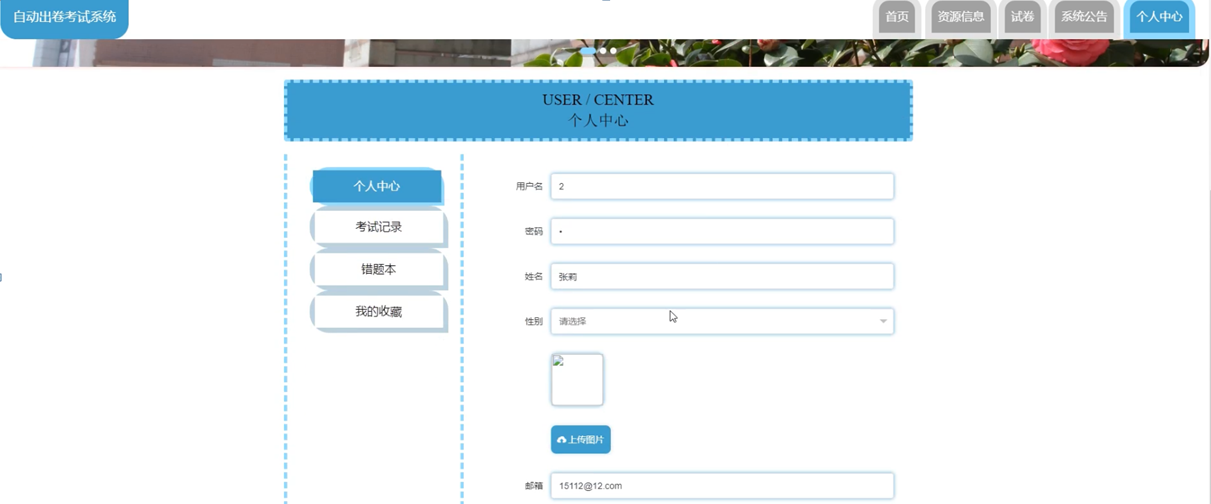 自动出卷考试系统
首页
资源信息
试卷
系统公告
个人中心
USER / CENTER
个人中心
个人中心
考试记录
错题本
我的收藏
用户名 2
密码 •
姓名 张莉
性别 请选择
上传图片
邮箱 15112@12.com